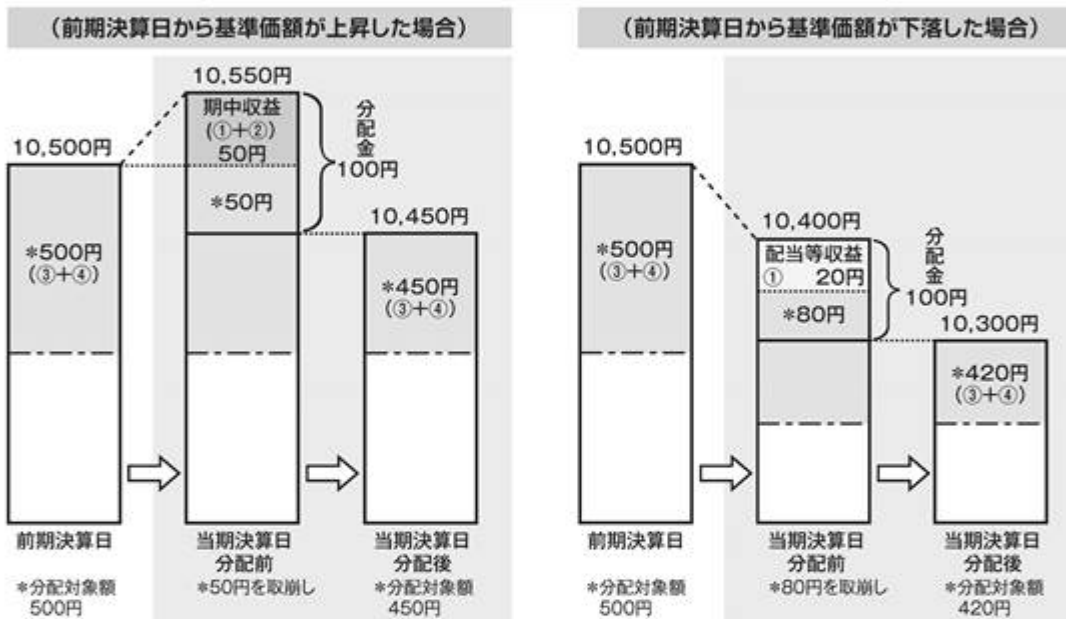 (前期決算日から基準価額が上昇した場合)
10,550円
期中収益
(①+②)
50円
*50円
分配金
100円
10,500円
*500円
(③+④)
10,450円
*450円
(③+④)
前期決算日
当期決算日
分配前
当期決算日
分配後
*分配対象額
500円
*50円を取崩し
*分配対象額
450円
(前期決算日から基準価額が下落した場合)
10,500円
*500円
(③+④)
10,400円
配当等収益
① 20円
*80円
分配金
100円
10,300円
*420円
(③+④)
前期決算日
当期決算日
分配前
当期決算日
分配後
*分配対象額
500円
*80円を取崩し
*分配対象額
420円